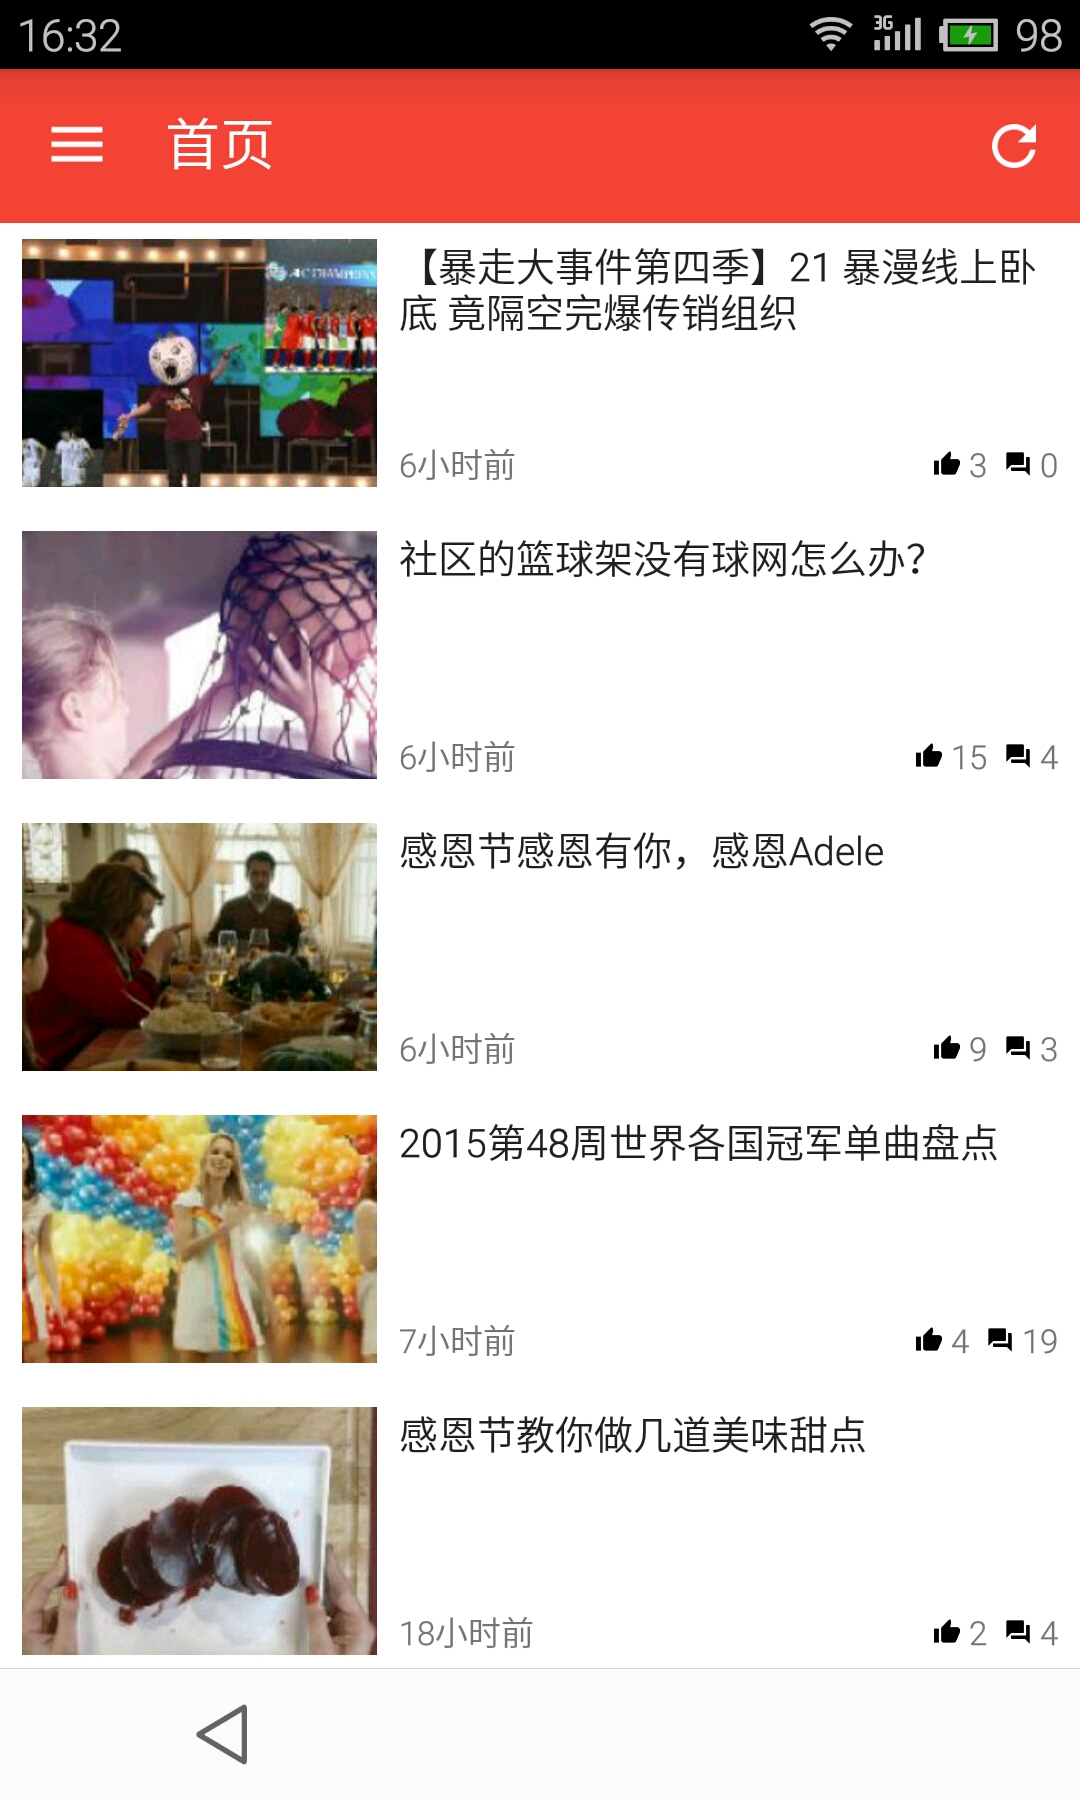 16:32
3G
98
首页
【暴走大事件第四季】21 暴漫线上卧
底 竟隔空完爆传销组织
6小时前
3
0
社区的篮球架没有球网怎么办？
6小时前
15
4
感恩节感恩有你，感恩Adele
6小时前
9
3
2015第48周世界各国冠军单曲盘点
7小时前
4
19
感恩节教你做几道美味甜点
18小时前
2
4